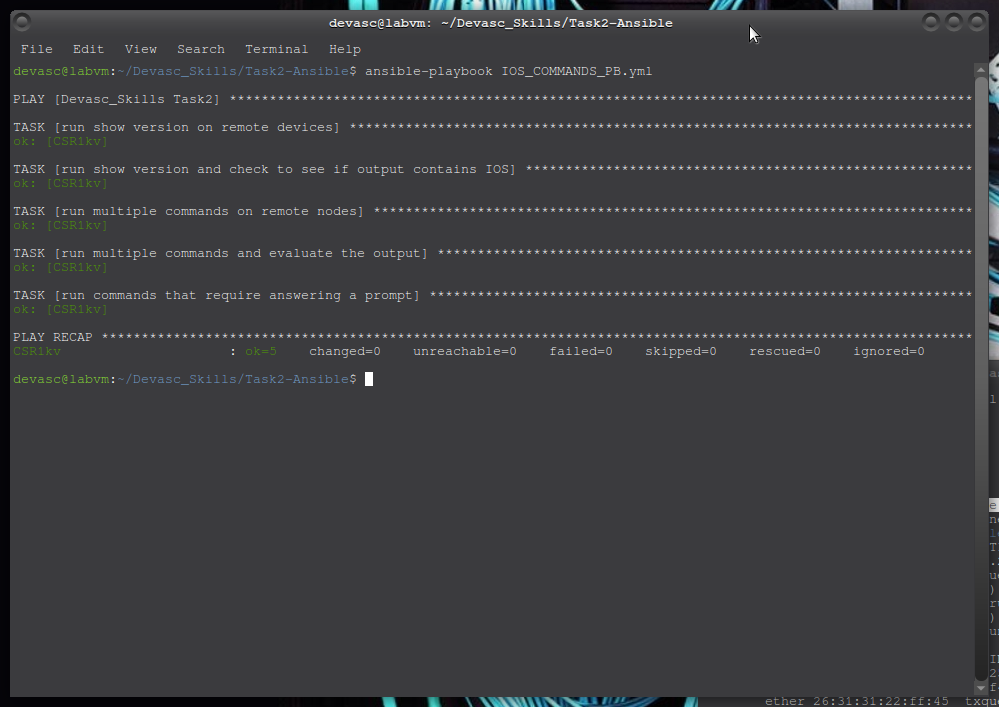 devasc@labvm: ~/Devasc_Skills/Task2-Ansible
File Edit View Search Terminal Help
devasc@labvm:~/Devasc_Skills/Task2-Ansible$ ansible-playbook IOS_COMMANDS_PB.yml
PLAY [Devasc_Skills Task2] *********************************************************************************************
TASK [run show version on remote devices] ******************************************************************************
ok: [CSR1kv]
TASK [run show version and check to see if output contains IOS] ********************************************************
ok: [CSR1kv]
TASK [run multiple commands on remote nodes] ***************************************************************************
ok: [CSR1kv]
TASK [run multiple commands and evaluate the output] *******************************************************************
ok: [CSR1kv]
TASK [run commands that require answering a prompt] ********************************************************************
ok: [CSR1kv]
PLAY RECAP *************************************************************************************************************
CSR1kv : ok=5 changed=0 unreachable=0 failed=0 skipped=0 rescued=0 ignored=0
devasc@labvm:~/Devasc_Skills/Task2-Ansible$
ether 26:31:31:22:ff:45 txque